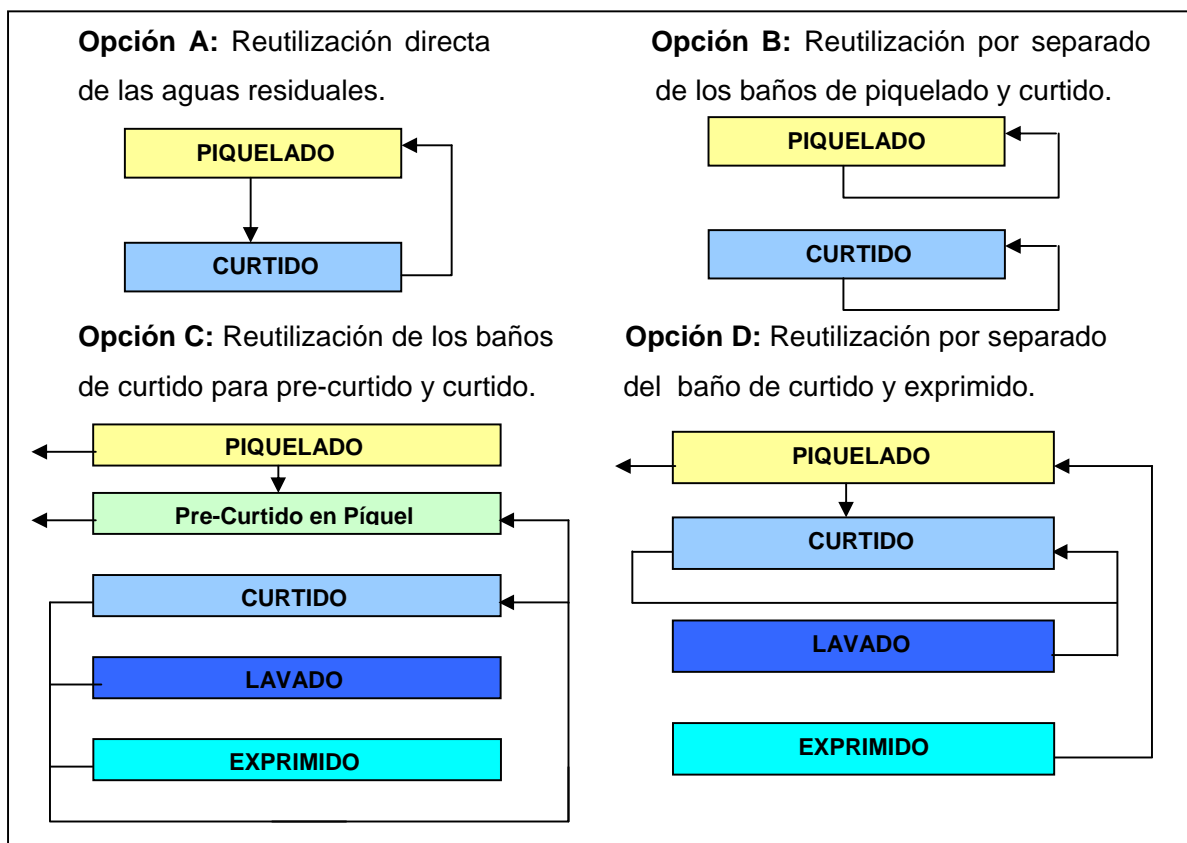 Opción A: Reutilización directa
de las aguas residuales.
PIQUELADO
CURTIDO
Opción B: Reutilización por separado
de los baños de piquelado y curtido.
PIQUELADO
CURTIDO
Opción C: Reutilización de los baños
de curtido para pre-curtido y curtido.
PIQUELADO
Pre-Curtido en Píquel
CURTIDO
LAVADO
EXPRIMIDO
Opción D: Reutilización por separado
del baño de curtido y exprimido.
PIQUELADO
CURTIDO
LAVADO
EXPRIMIDO